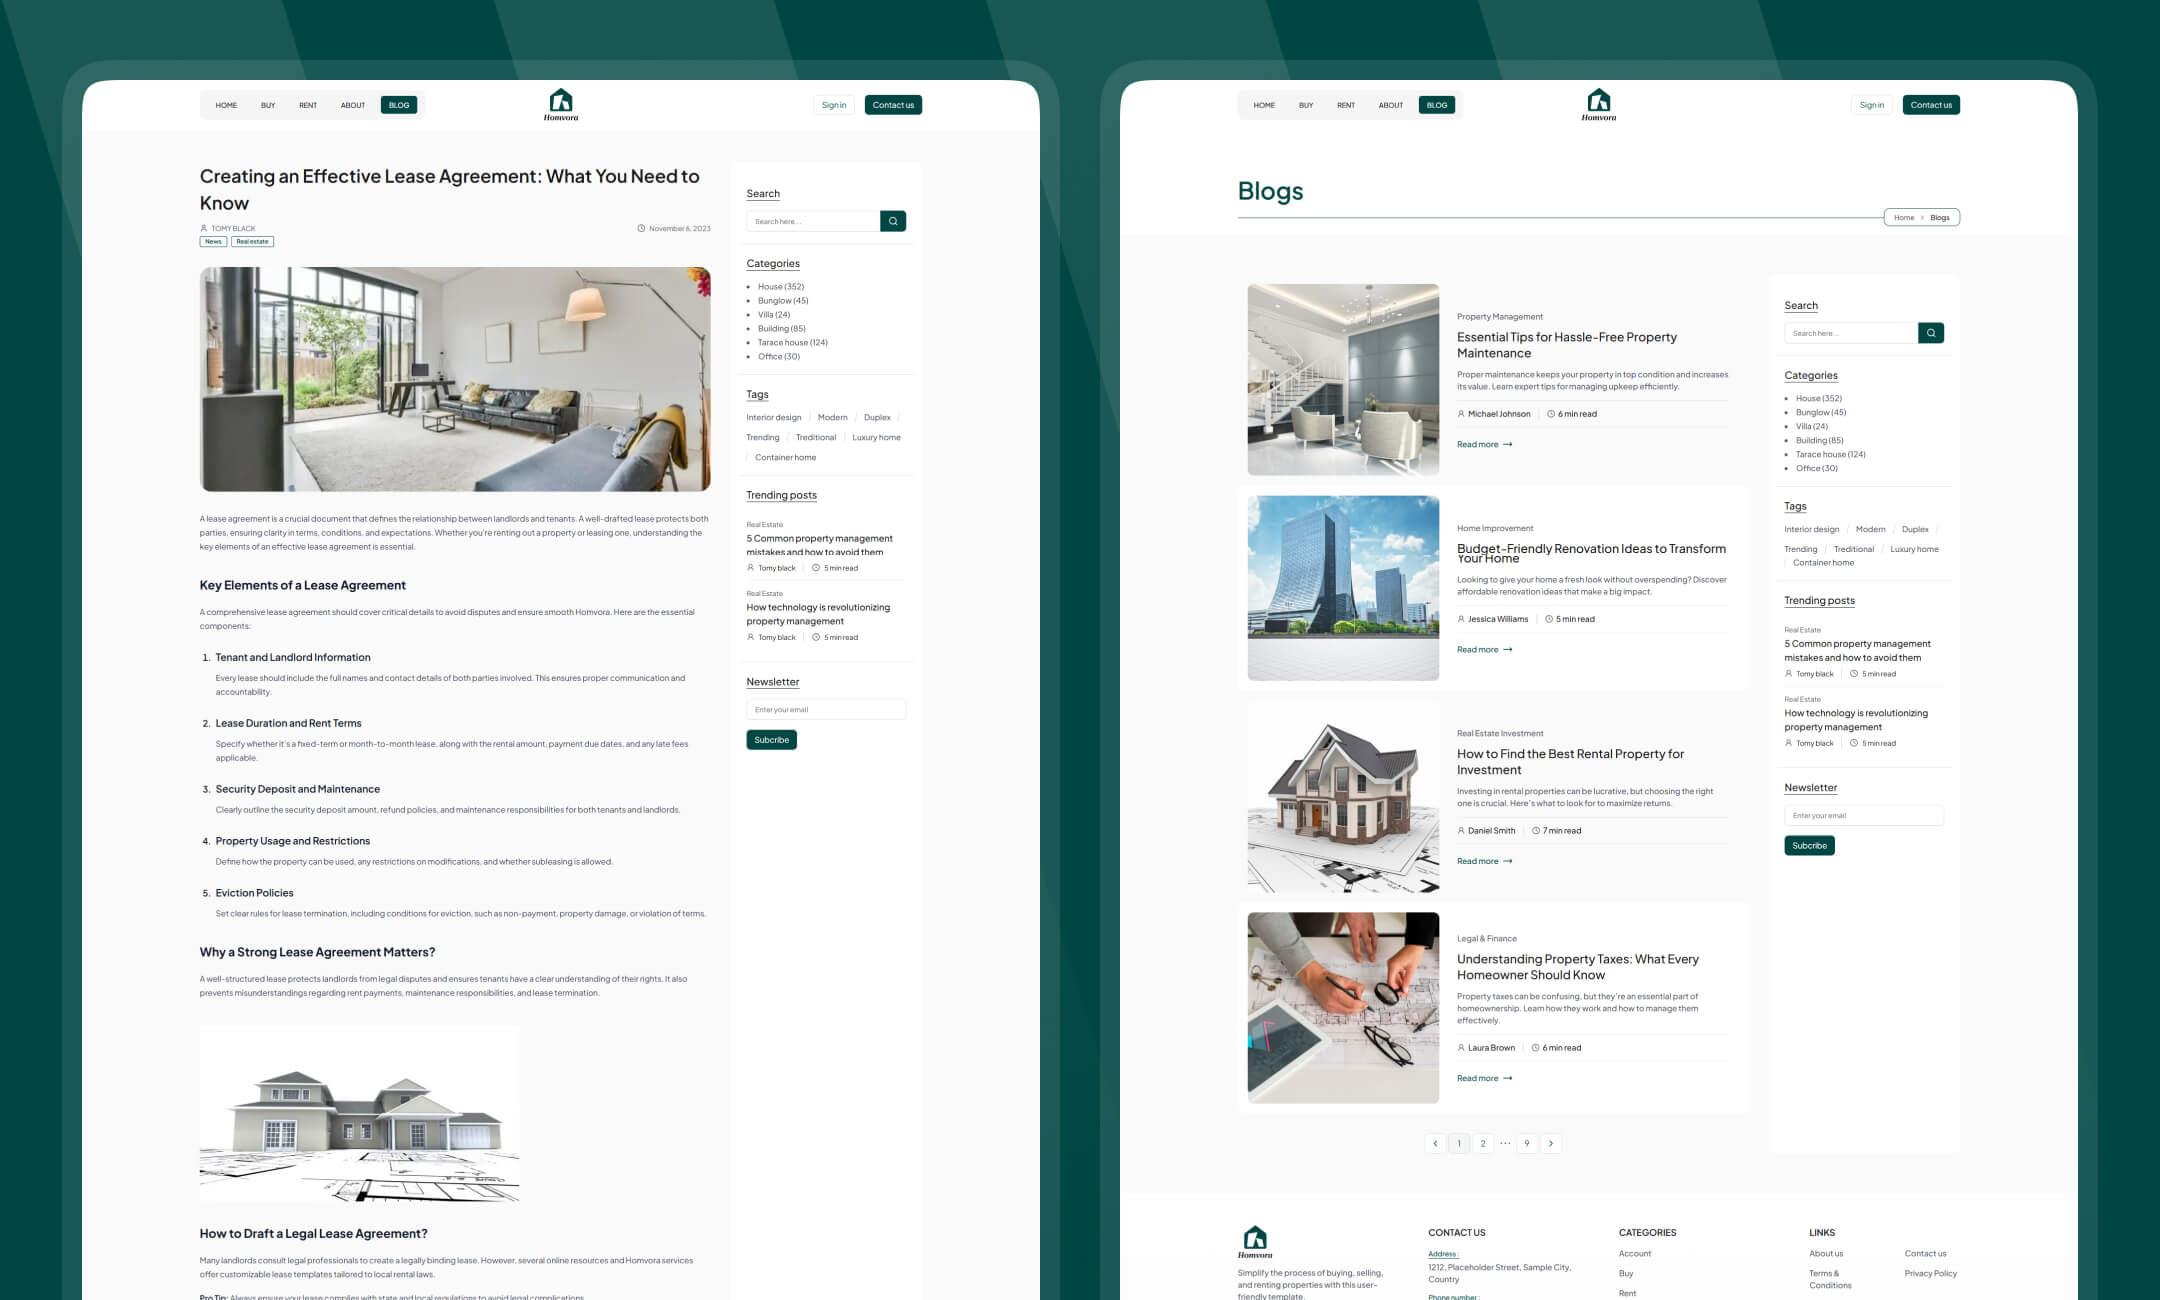 HOME BUY RENT ABOUT BLOG
Homvora
Sign in Contact us
Creating an Effective Lease Agreement: What You Need to
Know
TOMY BLACK
November 6, 2023
News Real estate
A lease agreement is a crucial document that defines the relationship between landlords and tenants. A well-drafted lease protects both
parties, ensuring clarity in terms, conditions, and expectations. Whether you're renting out a property or leasing one, understanding the
key elements of an effective lease agreement is essential.
Key Elements of a Lease Agreement
A comprehensive lease agreement should cover critical details to avoid disputes and ensure smooth Homvora. Here are the essential
components:
1. Tenant and Landlord Information
Every lease should include the full names and contact details of both parties involved. This ensures proper communication and
accountability.
2. Lease Duration and Rent Terms
Specify whether it's a fixed-term or month-to-month lease, along with the rental amount, payment due dates, and any late fees
applicable.
3. Security Deposit and Maintenance
Clearly outline the security deposit amount, refund policies, and maintenance responsibilities for both tenants and landlords.
4. Property Usage and Restrictions
Define how the property can be used, any restrictions on modifications, and whether subleasing is allowed.
5. Eviction Policies
Set clear rules for lease termination, including conditions for eviction, such as non-payment, property damage, or violation of terms.
Why a Strong Lease Agreement Matters?
A well-structured lease protects landlords from legal disputes and ensures tenants have a clear understanding of their rights. It also
prevents misunderstandings regarding rent payments, maintenance responsibilities, and lease termination.
How to Draft a Legal Lease Agreement?
Many landlords consult legal professionals to create a legally binding lease. However, several online resources and Homvora services
offer customizable lease templates tailored to local rental laws.
Pro Tip: Always ensure your lease complies with state and local regulations to avoid legal complications.
Search
Search here...
Categories
• House (352)
• Bunglow (45)
• Villa (24)
• Building (85)
• Tarace house (124)
• Office (30)
Tags
Interior design / Modern / Duplex /
Trending / Treditional / Luxury home
/ Container home
Trending posts
Real Estate
5 Common property management
mistakes and how to avoid them
Tomy black 5 min read
Real Estate
How technology is revolutionizing
property management
Tomy black 5 min read
Newsletter
Enter your email
Subcribe
HOME BUY RENT ABOUT BLOG
Homvora
Sign in Contact us
Blogs
Home > Blogs
Property Management
Essential Tips for Hassle-Free Property
Maintenance
Proper maintenance keeps your property in top condition and increases
its value. Learn expert tips for managing upkeep efficiently.
Michael Johnson 6 min read
Read more →
Home Improvement
Budget-Friendly Renovation Ideas to Transform
Your Home
Looking to give your home a fresh look without overspending? Discover
affordable renovation ideas that make a big impact.
Jessica Williams 5 min read
Read more →
Real Estate Investment
How to Find the Best Rental Property for
Investment
Investing in rental properties can be lucrative, but choosing the right
one is crucial. Here's what to look for to maximize returns.
Daniel Smith 7 min read
Read more →
Legal & Finance
Understanding Property Taxes: What Every
Homeowner Should Know
Property taxes can be confusing, but they're an essential part of
homeownership. Learn how they work and how to manage them
effectively.
Laura Brown 6 min read
Read more →
< 1 2 ... 9 >
Search
Search here...
Categories
• House (352)
• Bunglow (45)
• Villa (24)
• Building (85)
• Tarace house (124)
• Office (30)
Tags
Interior design / Modern / Duplex /
Trending / Treditional / Luxury home
/ Container home
Trending posts
Real Estate
5 Common property management
mistakes and how to avoid them
Tomy black 5 min read
Real Estate
How technology is revolutionizing
property management
Tomy black 5 min read
Newsletter
Enter your email
Subcribe
Homvora
Simplify the process of buying, selling,
and renting properties with this user-
friendly template.
CONTACT US
Address :
1212, Placeholder Street, Sample City,
Country
Phone number :
CATEGORIES
Account
Buy
Rent
LINKS
About us
Terms &
Conditions
Contact us
Privacy Policy